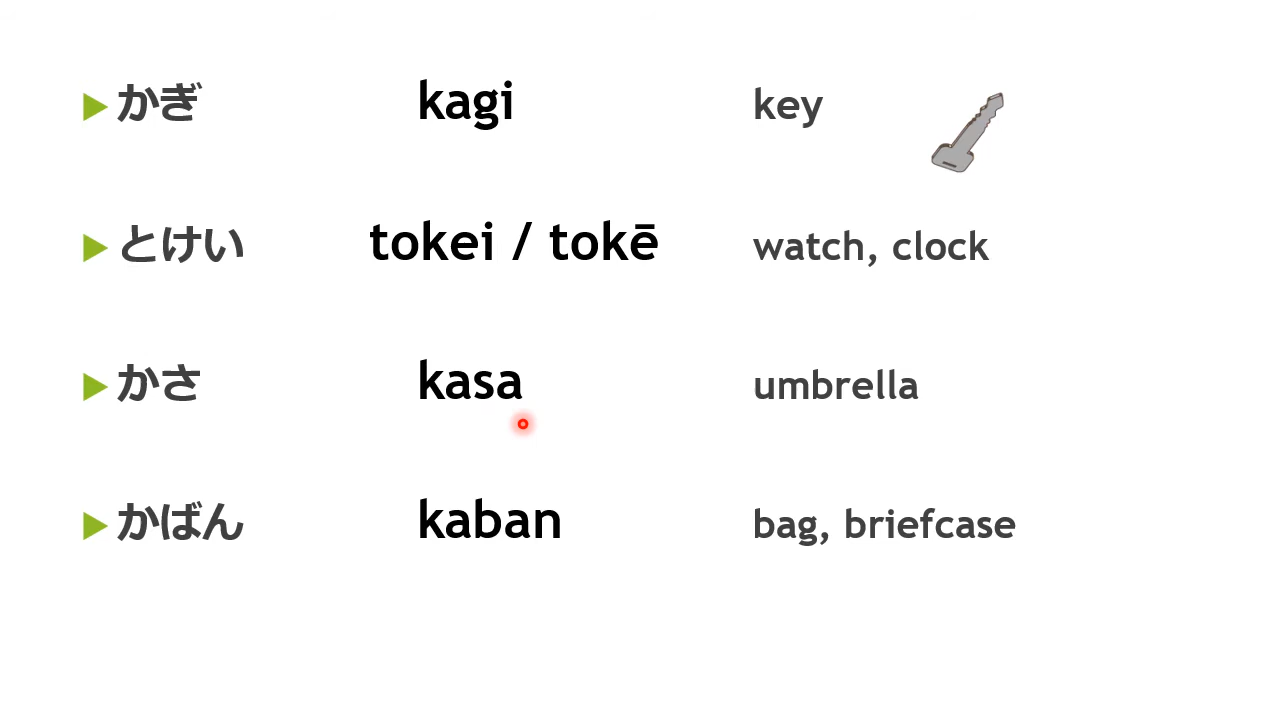 かぎ kagi key
とけい tokei / tokē watch, clock
かさ kasa umbrella
かばん kaban bag, briefcase